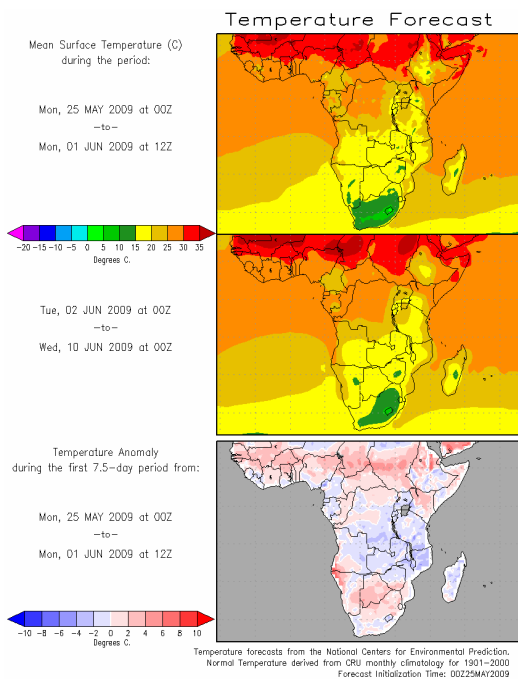 Temperature Forecast
Mean Surface Temperature (C)
during the period:
Mon, 25 MAY 2009 at 00Z
—to—
Mon, 01 JUN 2009 at 12Z
−20 −15 −10 −5 0 5 10 15 20 25 30 35
Degrees C.
Tue, 02 JUN 2009 at 00Z
—to—
Wed, 10 JUN 2009 at 00Z
Temperature Anomaly
during the first 7.5−day period from:
Mon, 25 MAY 2009 at 00Z
—to—
Mon, 01 JUN 2009 at 12Z
−10 −8 −6 −4 −2 0 2 4 6 8 10
Degrees C.
Temperature forecasts from the National Centers for Environmental Prediction.
Normal Temperature derived from CRU monthly climatology for 1901−2000
Forecast Initialization Time: 00Z25MAY2009